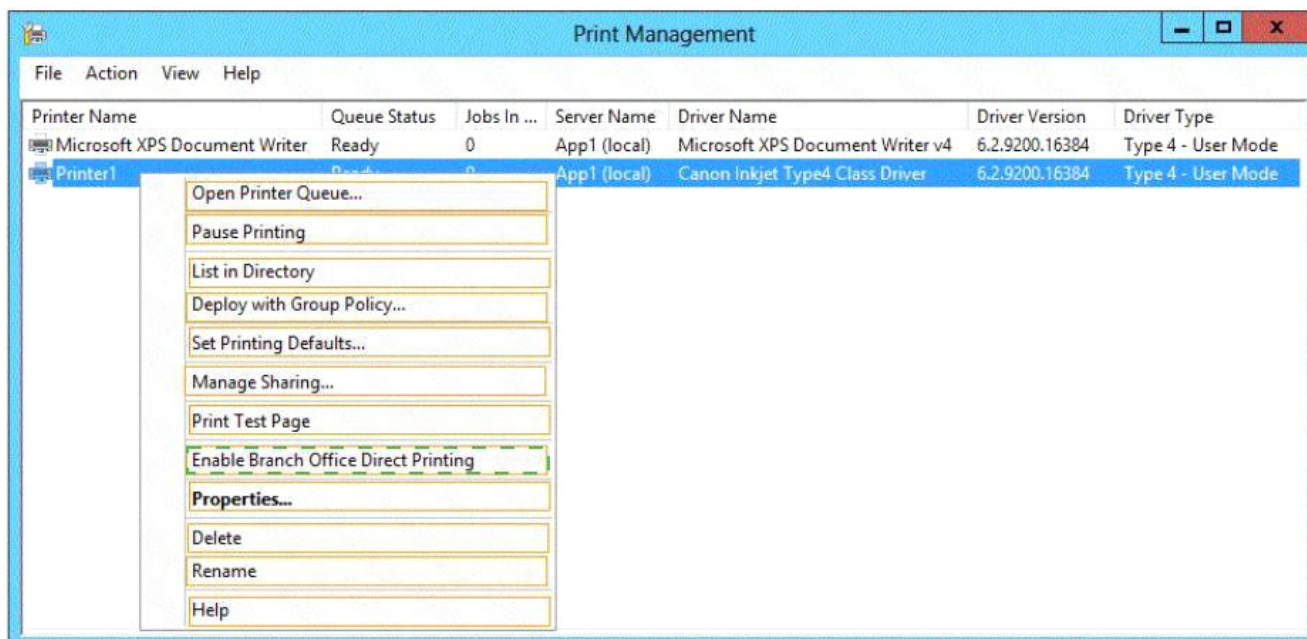 Print Management
File Action View Help
Printer Name Queue Status Jobs In ... Server Name Driver Name Driver Version Driver Type
Microsoft XPS Document Writer Ready 0 App1 (local) Microsoft XPS Document Writer v4 6.2.9200.16384 Type 4 - User Mode
Printer1 App1 (local) Canon Inkjet Type4 Class Driver 6.2.9200.16384 Type 4 - User Mode
Open Printer Queue...
Pause Printing
List in Directory
Deploy with Group Policy...
Set Printing Defaults...
Manage Sharing...
Print Test Page
Enable Branch Office Direct Printing
Properties...
Delete
Rename
Help